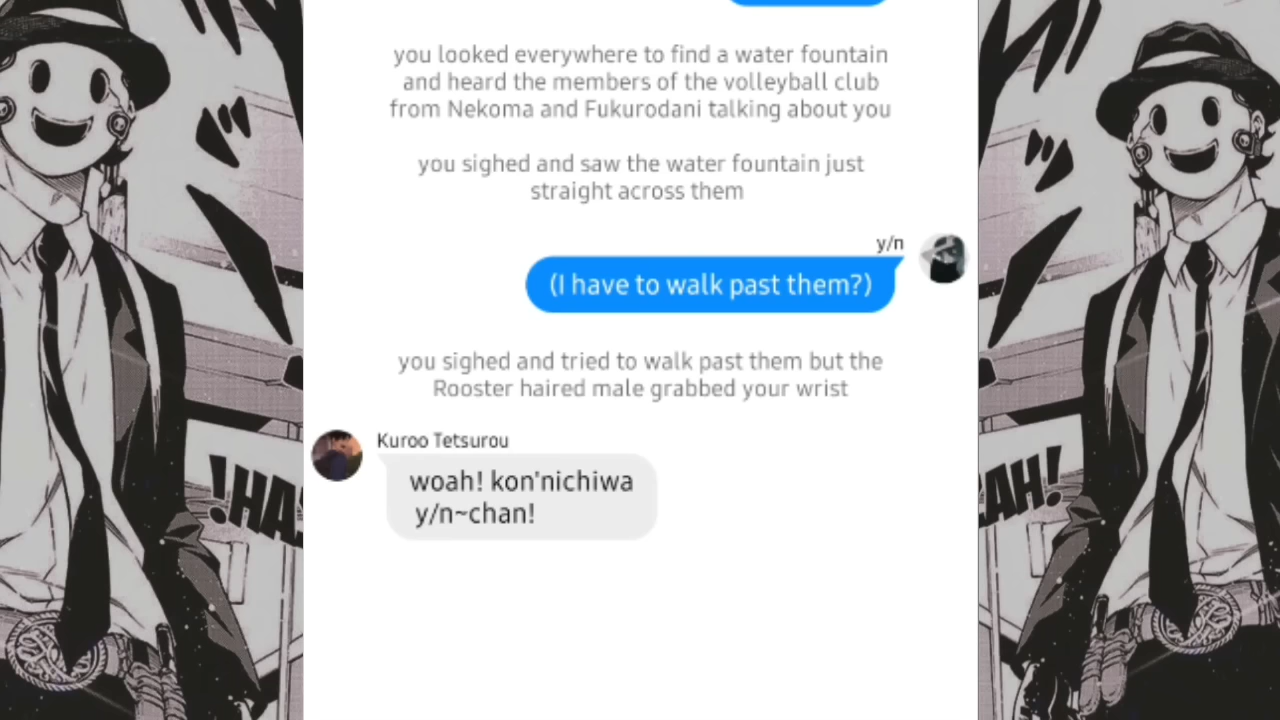 you looked everywhere to find a water fountain
and heard the members of the volleyball club
from Nekoma and Fukurodani talking about you
you sighed and saw the water fountain just
straight across them
y/n
(I have to walk past them?)
you sighed and tried to walk past them but the
Rooster haired male grabbed your wrist
Kuroo Tetsurou
woah! kon'nichiwa
y/n~chan!
!HA
AH!